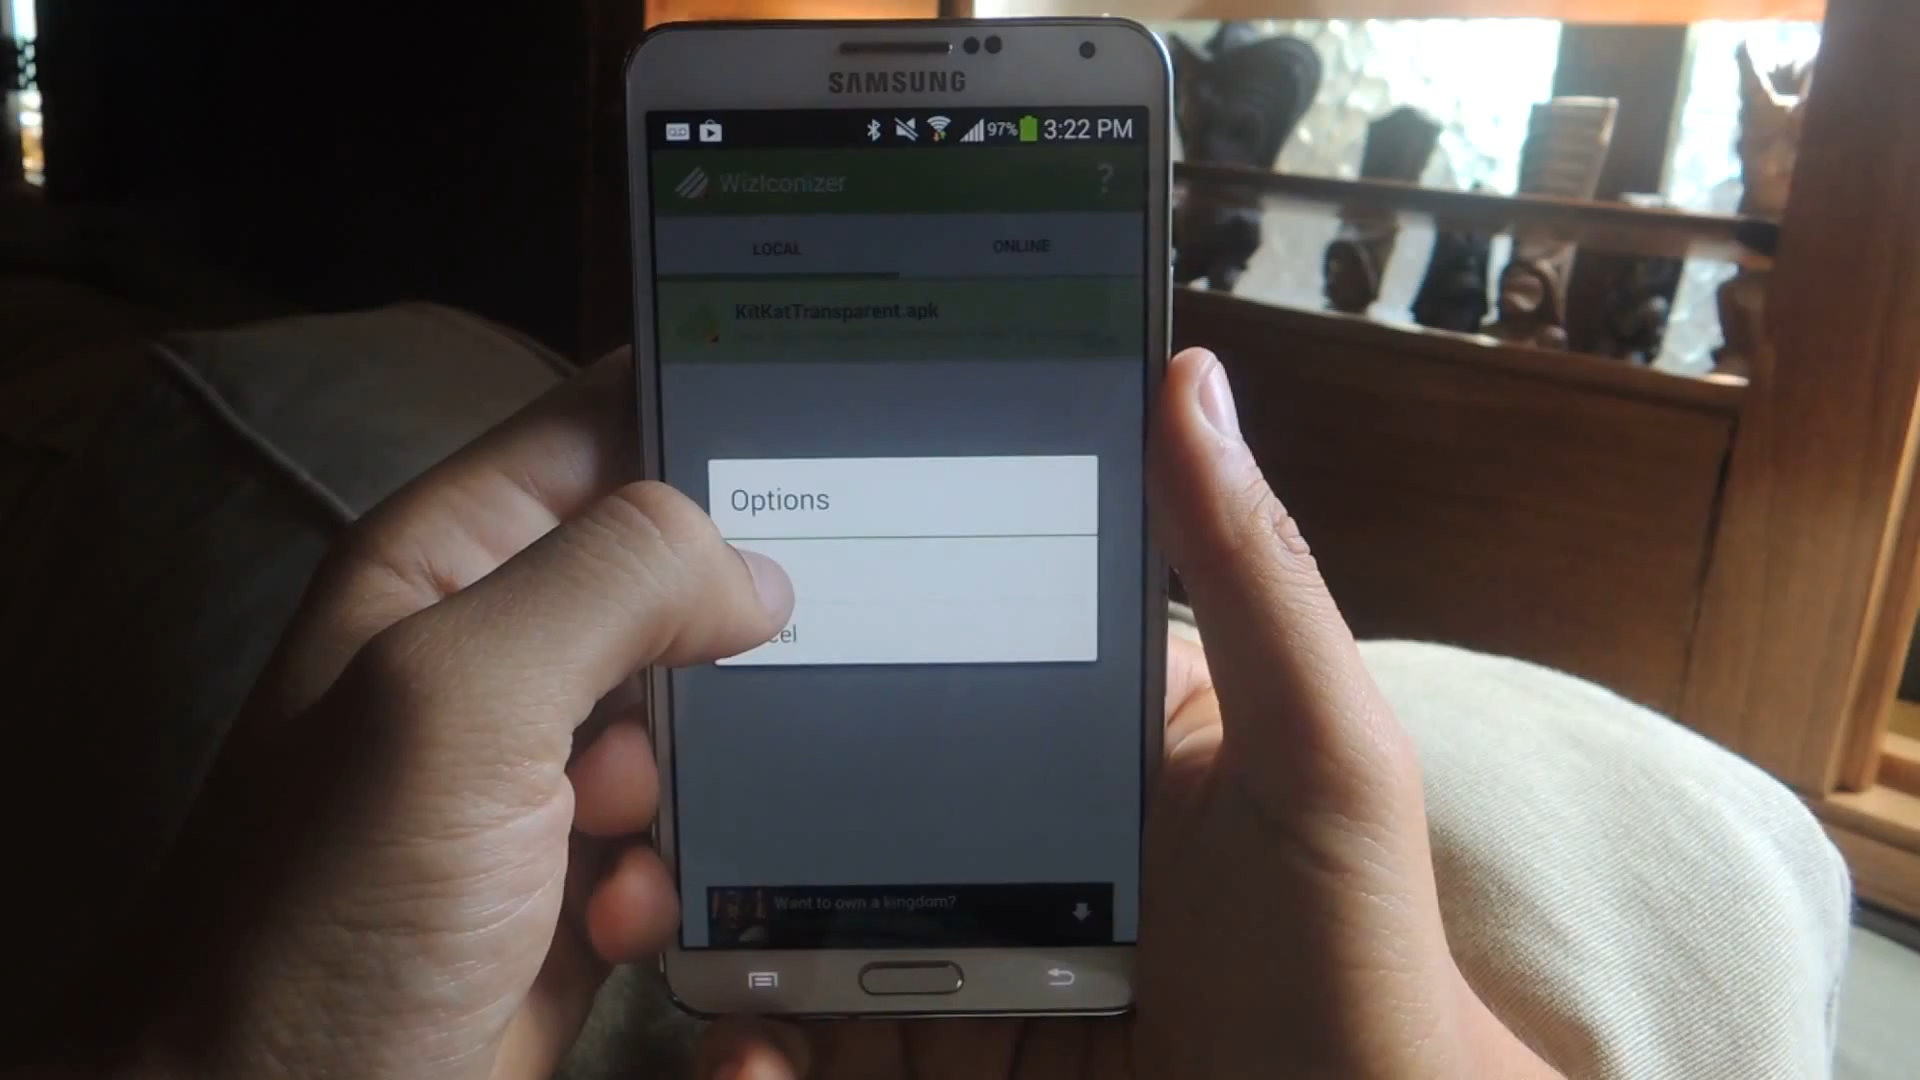 SAMSUNG
97% 3:22 PM
WizIconizer ?
LOCAL ONLINE
KitKatTransparent.apk
Options
cel
Want to own a kingdom?